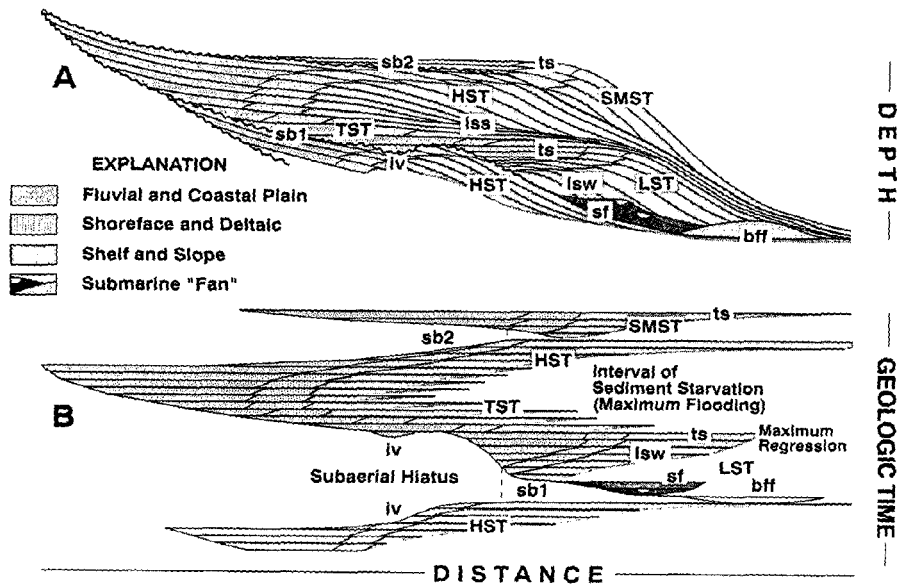 A
sb2
ts
HST
SMST
sb1
TST
iss
ts
iv
HST
lsw
LST
sf
bff
DEPTH
EXPLANATION
Fluvial and Coastal Plain
Shoreface and Deltaic
Shelf and Slope
Submarine "Fan"
B
ts
SMST
sb2
HST
Interval of
Sediment Starvation
(Maximum Flooding)
TST
ts
Maximum
Regression
iv
lsw
LST
Subaerial Hiatus
sf
bff
sb1
iv
HST
GEOLOGIC TIME
DISTANCE